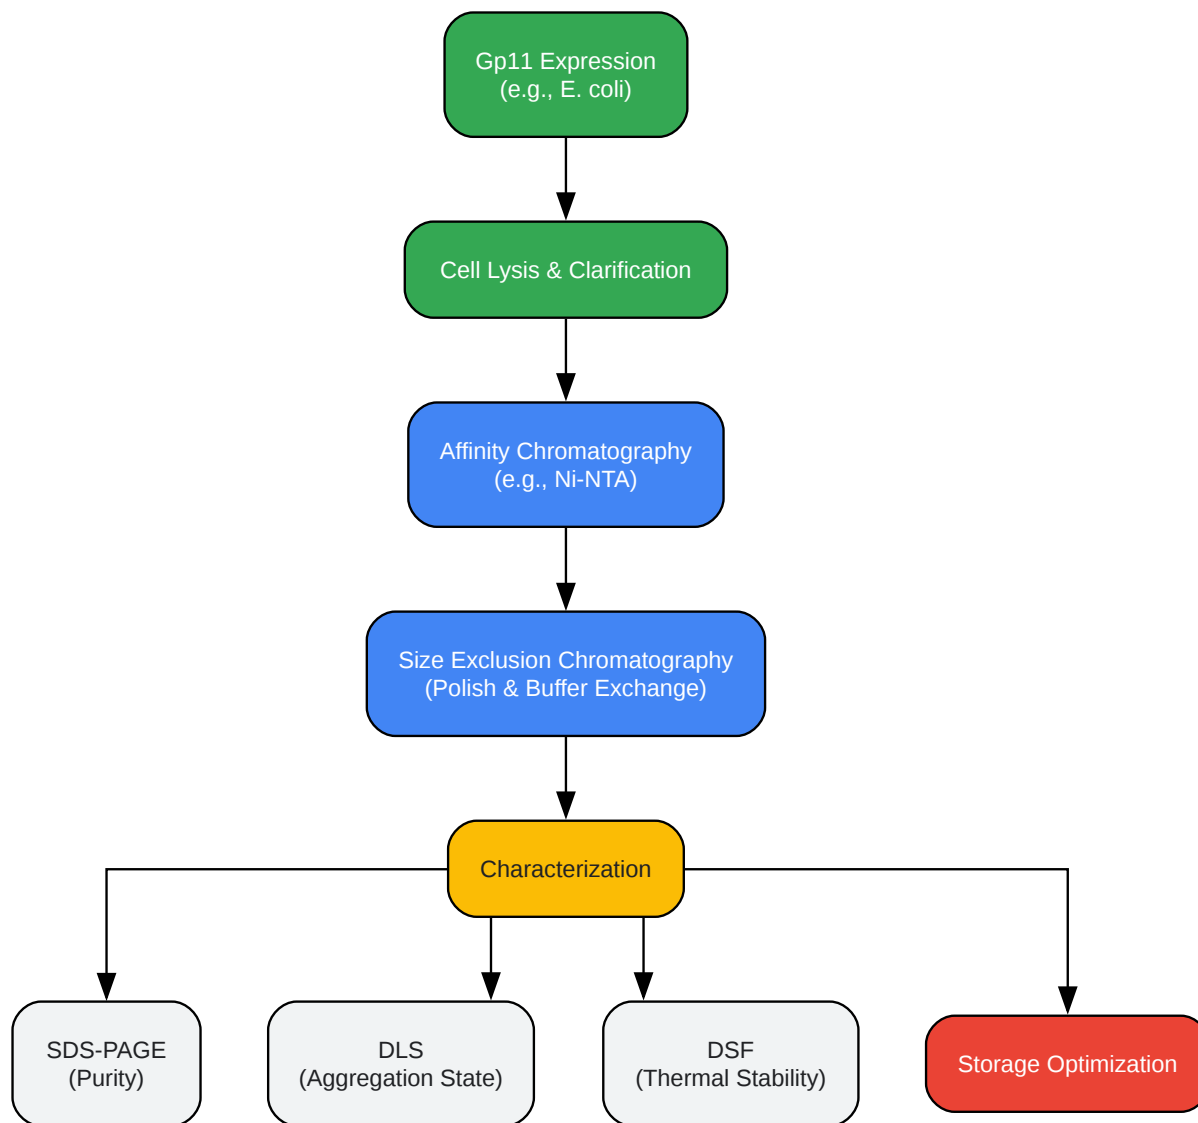 Gp11 Expression
(e.g., E. coli)
Cell Lysis & Clarification
Affinity Chromatography
(e.g., Ni-NTA)
Size Exclusion Chromatography
(Polish & Buffer Exchange)
Characterization
SDS-PAGE
(Purity)
DLS
(Aggregation State)
DSF
(Thermal Stability)
Storage Optimization